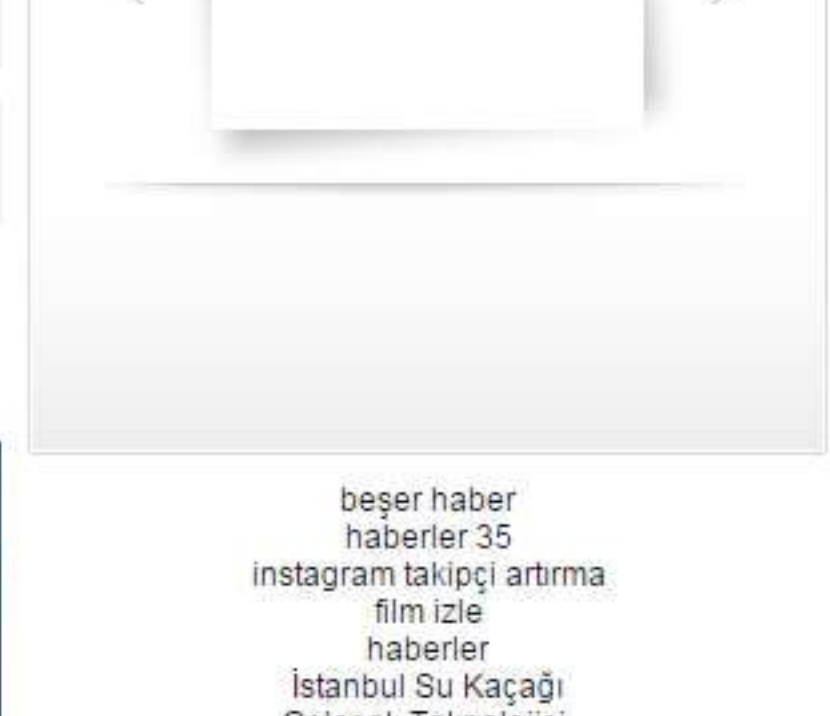 beşer haber
haberler 35
instagram takipçi artırma
film izle
haberler
İstanbul Su Kaçağı